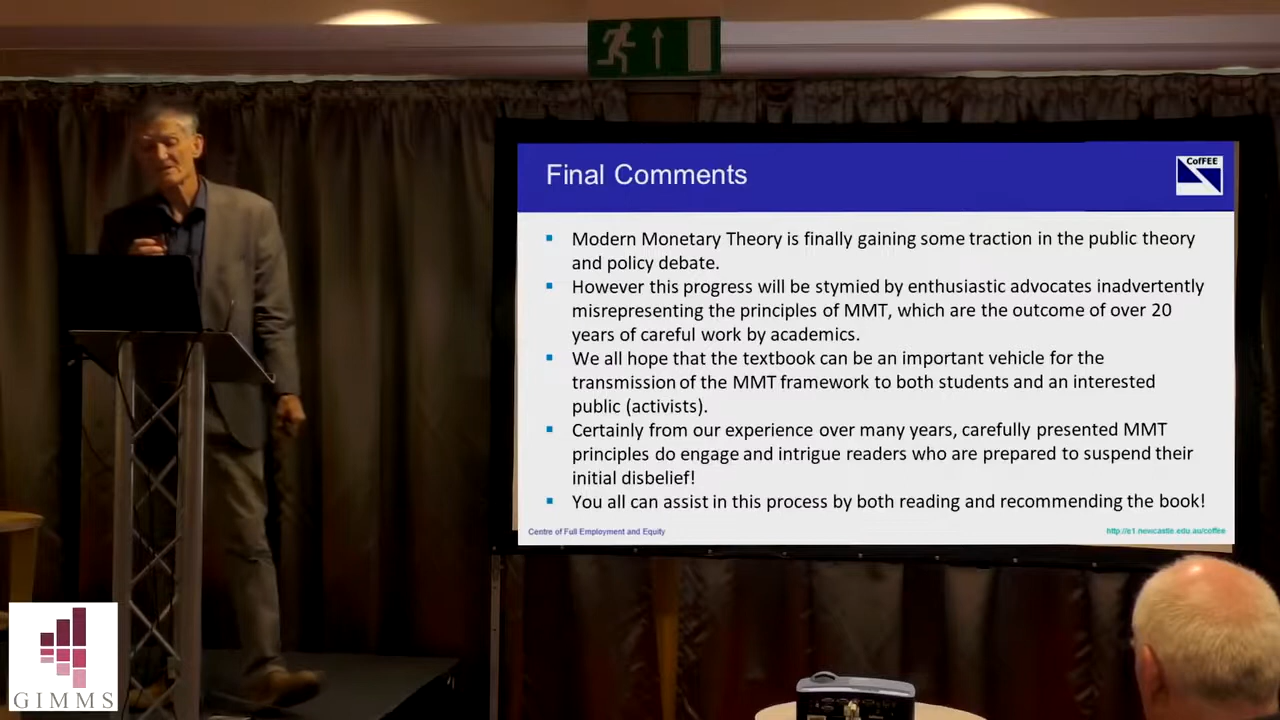 Final Comments
CofFEE
Modern Monetary Theory is finally gaining some traction in the public theory
and policy debate.
However this progress will be stymied by enthusiastic advocates inadvertently
misrepresenting the principles of MMT, which are the outcome of over 20
years of careful work by academics.
We all hope that the textbook can be an important vehicle for the
transmission of the MMT framework to both students and an interested
public (activists).
Certainly from our experience over many years, carefully presented MMT
principles do engage and intrigue readers who are prepared to suspend their
initial disbelief!
You all can assist in this process by both reading and recommending the book!
Centre of Full Employment and Equity
http://e1.newcastle.edu.au/coffee
GIMMS